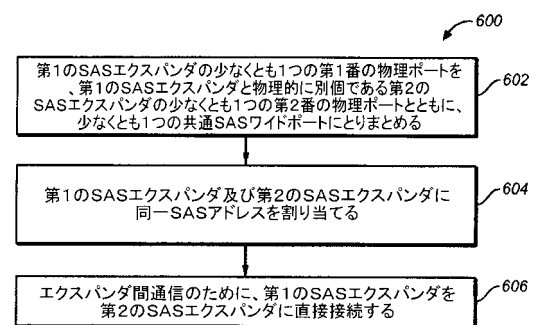 600
第1のSASエクスパンダの少なくとも1つの第1番の物理ポートを
、第1のSASエクスパンダと物理的に別個である第2の
SASエクスパンダの少なくとも1つの第2番の物理ポートとともに、
少なくとも1つの共通SASワイドポートにとりまとめる
602
第1のSASエクスパンダ及び第2のSASエクスパンダに
同一SASアドレスを割り当てる
604
エクスパンダ間通信のために、第1のSASエクスパンダを
第2のSASエクスパンダに直接接続する
606